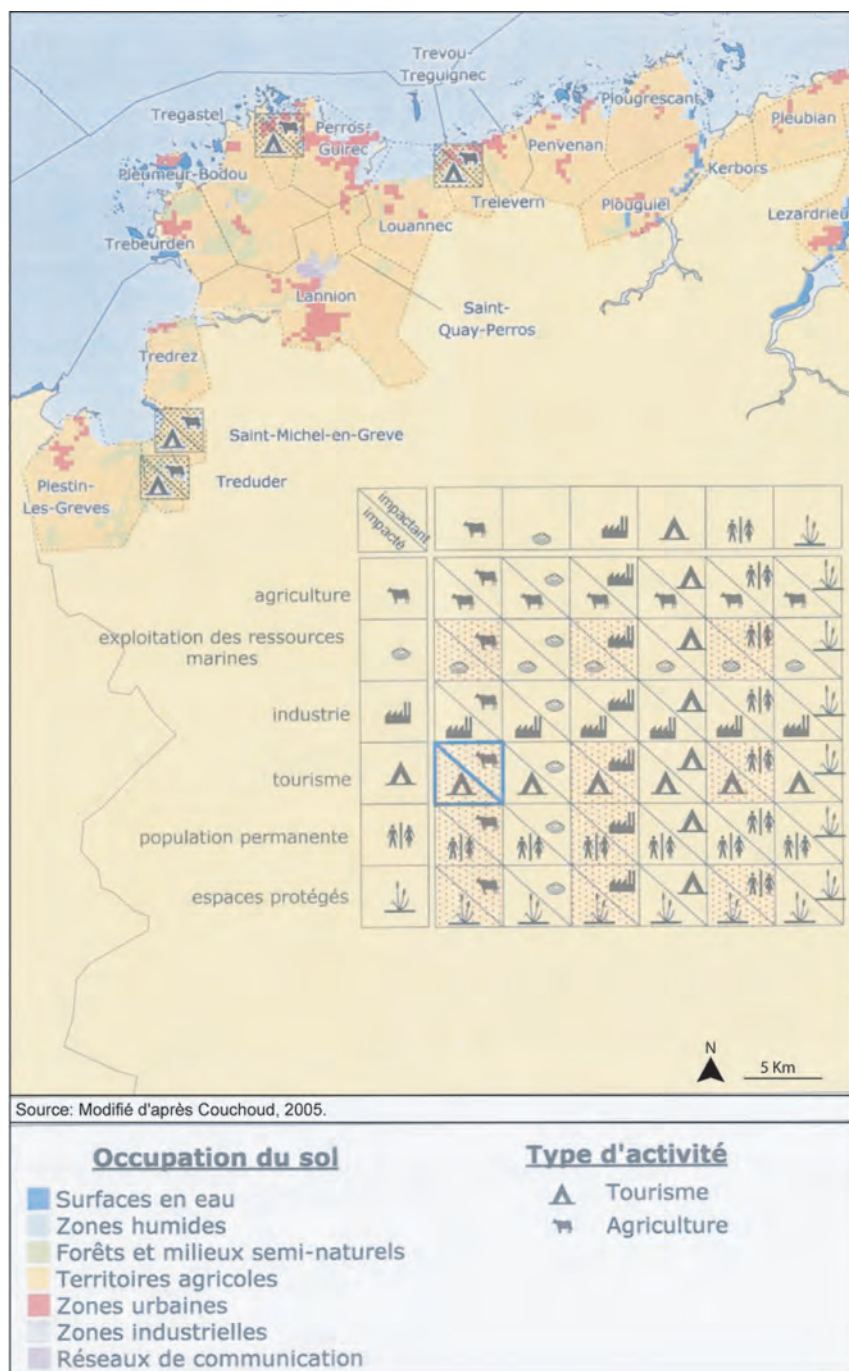 Trevou-
Treguignec
Plougrescant
Tregastel
Perros
Guirec
Pleubian
Penvenan
Pleumeur-Bodou
Kerbors
Trelevern
Plouguiel
Louannec
Lezardrieu
Trebeurden
Lannion
Saint-
Quay-Perros
Tredrez
Saint-Michel-en-Greve
Treduder
Plestin-
Les-Greves
impactant
impacté
agriculture
exploitation des ressources
marines
industrie
tourisme
population permanente
espaces protégés
N
5 Km
Source: Modifié d'après Couchoud, 2005.
Occupation du sol
Surfaces en eau
Zones humides
Forêts et milieux semi-naturels
Territoires agricoles
Zones urbaines
Zones industrielles
Réseaux de communication
Type d'activité
Tourisme
Agriculture